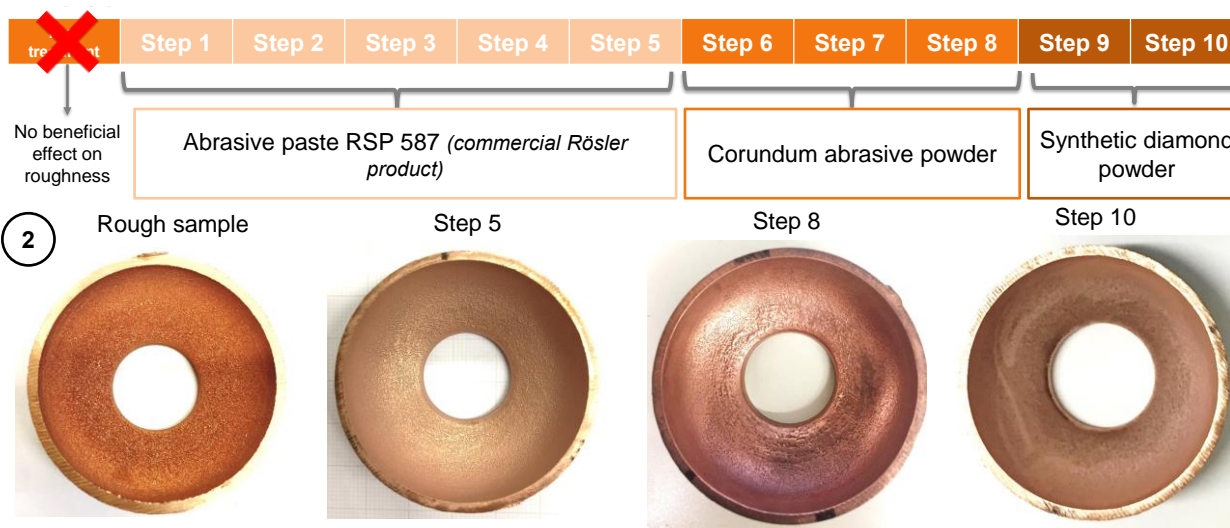 Step 1 Step 2 Step 3 Step 4 Step 5 Step 6 Step 7 Step 8 Step 9 Step 10
No beneficial
effect on
roughness
Abrasive paste RSP 587 (commercial Rösler
product)
Corundum abrasive powder
Synthetic diamond
powder
2
Rough sample
Step 5
Step 8
Step 10